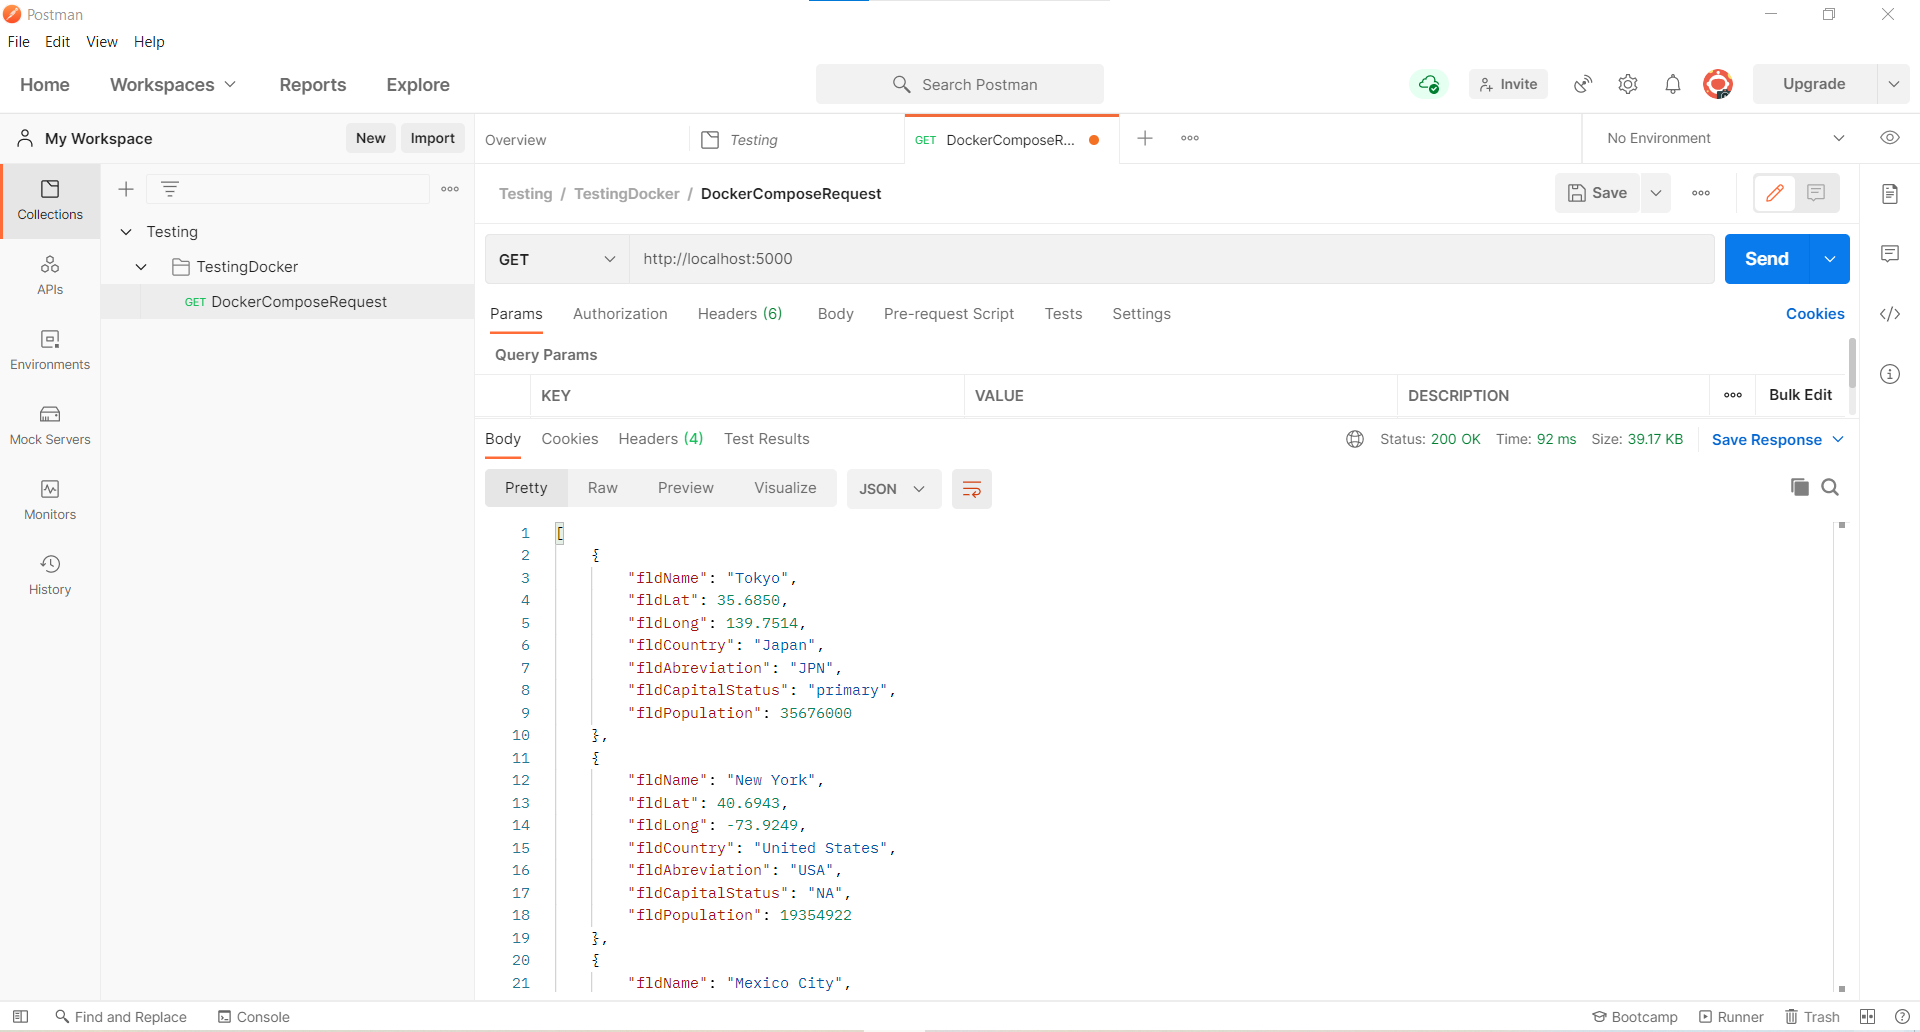 Postman
File Edit View Help
Home Workspaces Reports Explore Search Postman Invite Upgrade
My Workspace New Import Overview Testing GET DockerComposeR... No Environment
Collections
APIs
Environments
Mock Servers
Monitors
History
Testing
TestingDocker
GET DockerComposeRequest
Testing / TestingDocker / DockerComposeRequest Save
GET http://localhost:5000 Send
Params Authorization Headers (6) Body Pre-request Script Tests Settings Cookies
Query Params
KEY VALUE DESCRIPTION Bulk Edit
Body Cookies Headers (4) Test Results Status: 200 OK Time: 92 ms Size: 39.17 KB Save Response
Pretty Raw Preview Visualize JSON
1 [
2 {
3 "fldName": "Tokyo",
4 "fldLat": 35.6850,
5 "fldLong": 139.7514,
6 "fldCountry": "Japan",
7 "fldAbreviation": "JPN",
8 "fldCapitalStatus": "primary",
9 "fldPopulation": 35676000
10 },
11 {
12 "fldName": "New York",
13 "fldLat": 40.6943,
14 "fldLong": -73.9249,
15 "fldCountry": "United States",
16 "fldAbreviation": "USA",
17 "fldCapitalStatus": "NA",
18 "fldPopulation": 19354922
19 },
20 {
21 "fldName": "Mexico City",
Find and Replace Console Bootcamp Runner Trash